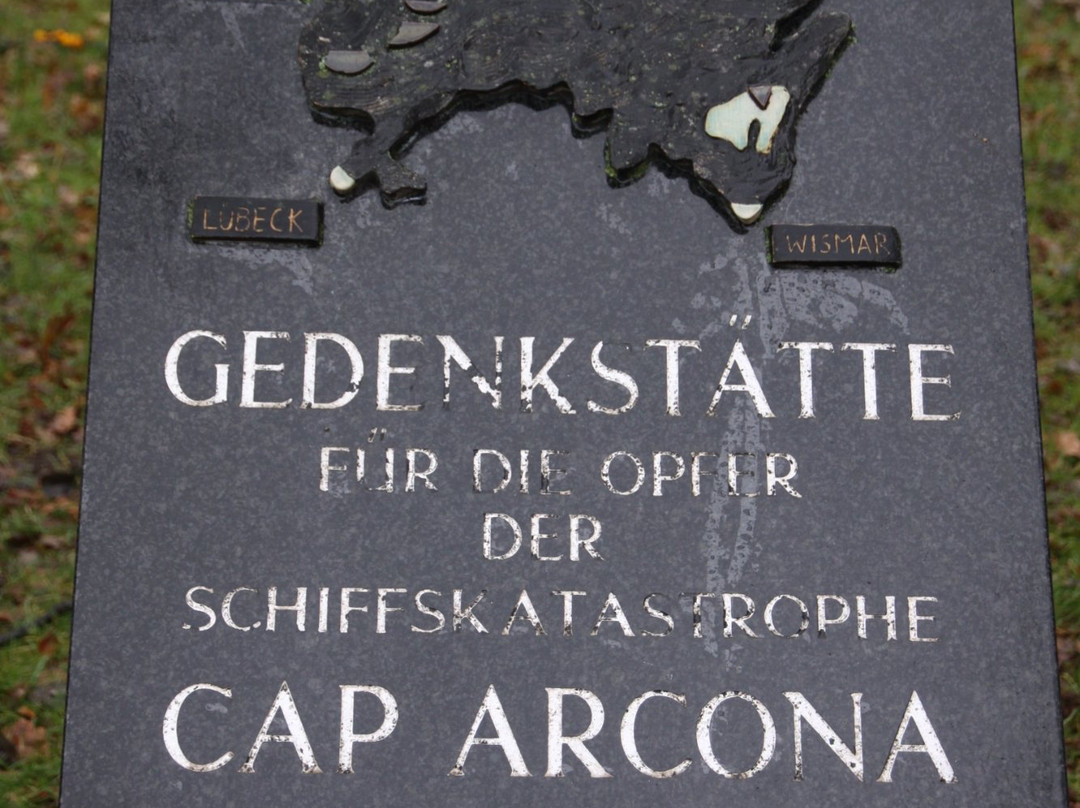 LÜBECK
WISMAR
GEDENKSTÄTTE
FÜR DIE OPFER
DER
SCHIFFSKATASTROPHE
CAP ARCONA